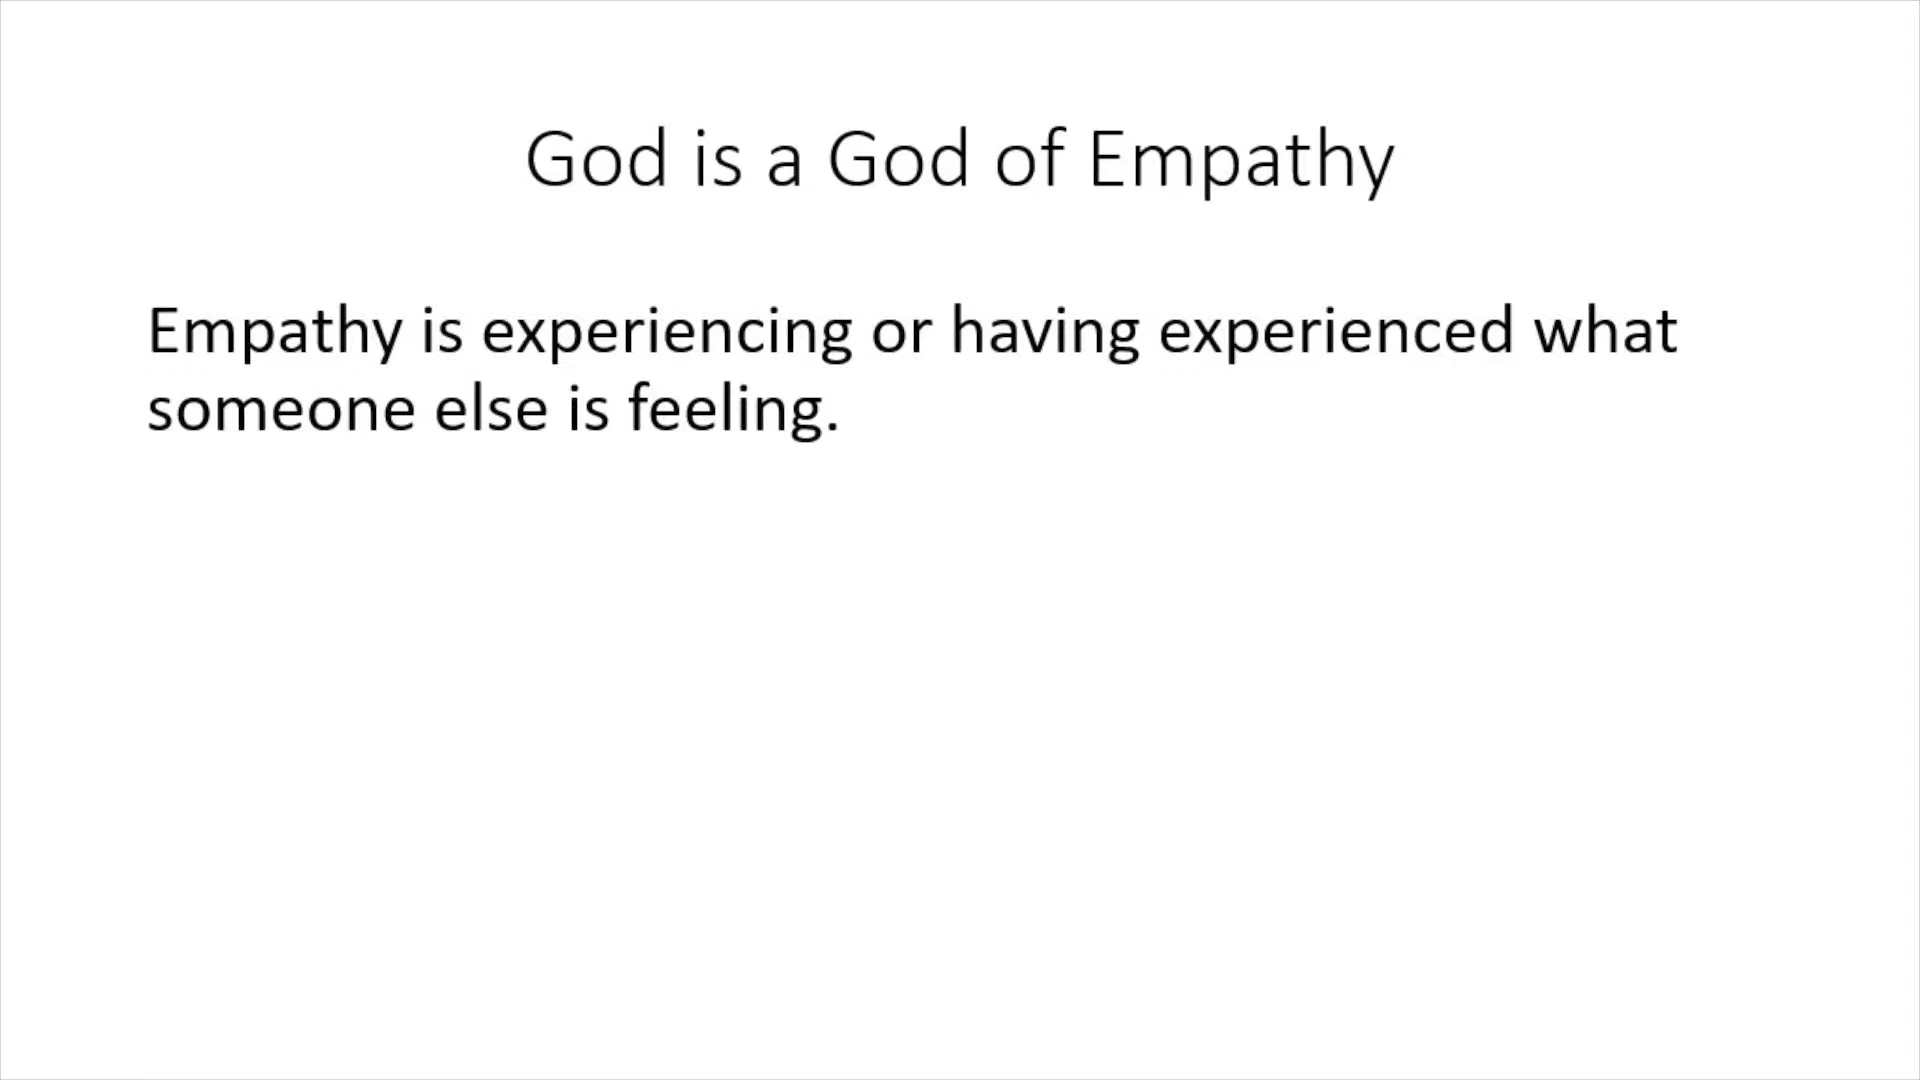 God is a God of Empathy
Empathy is experiencing or having experienced what
someone else is feeling.